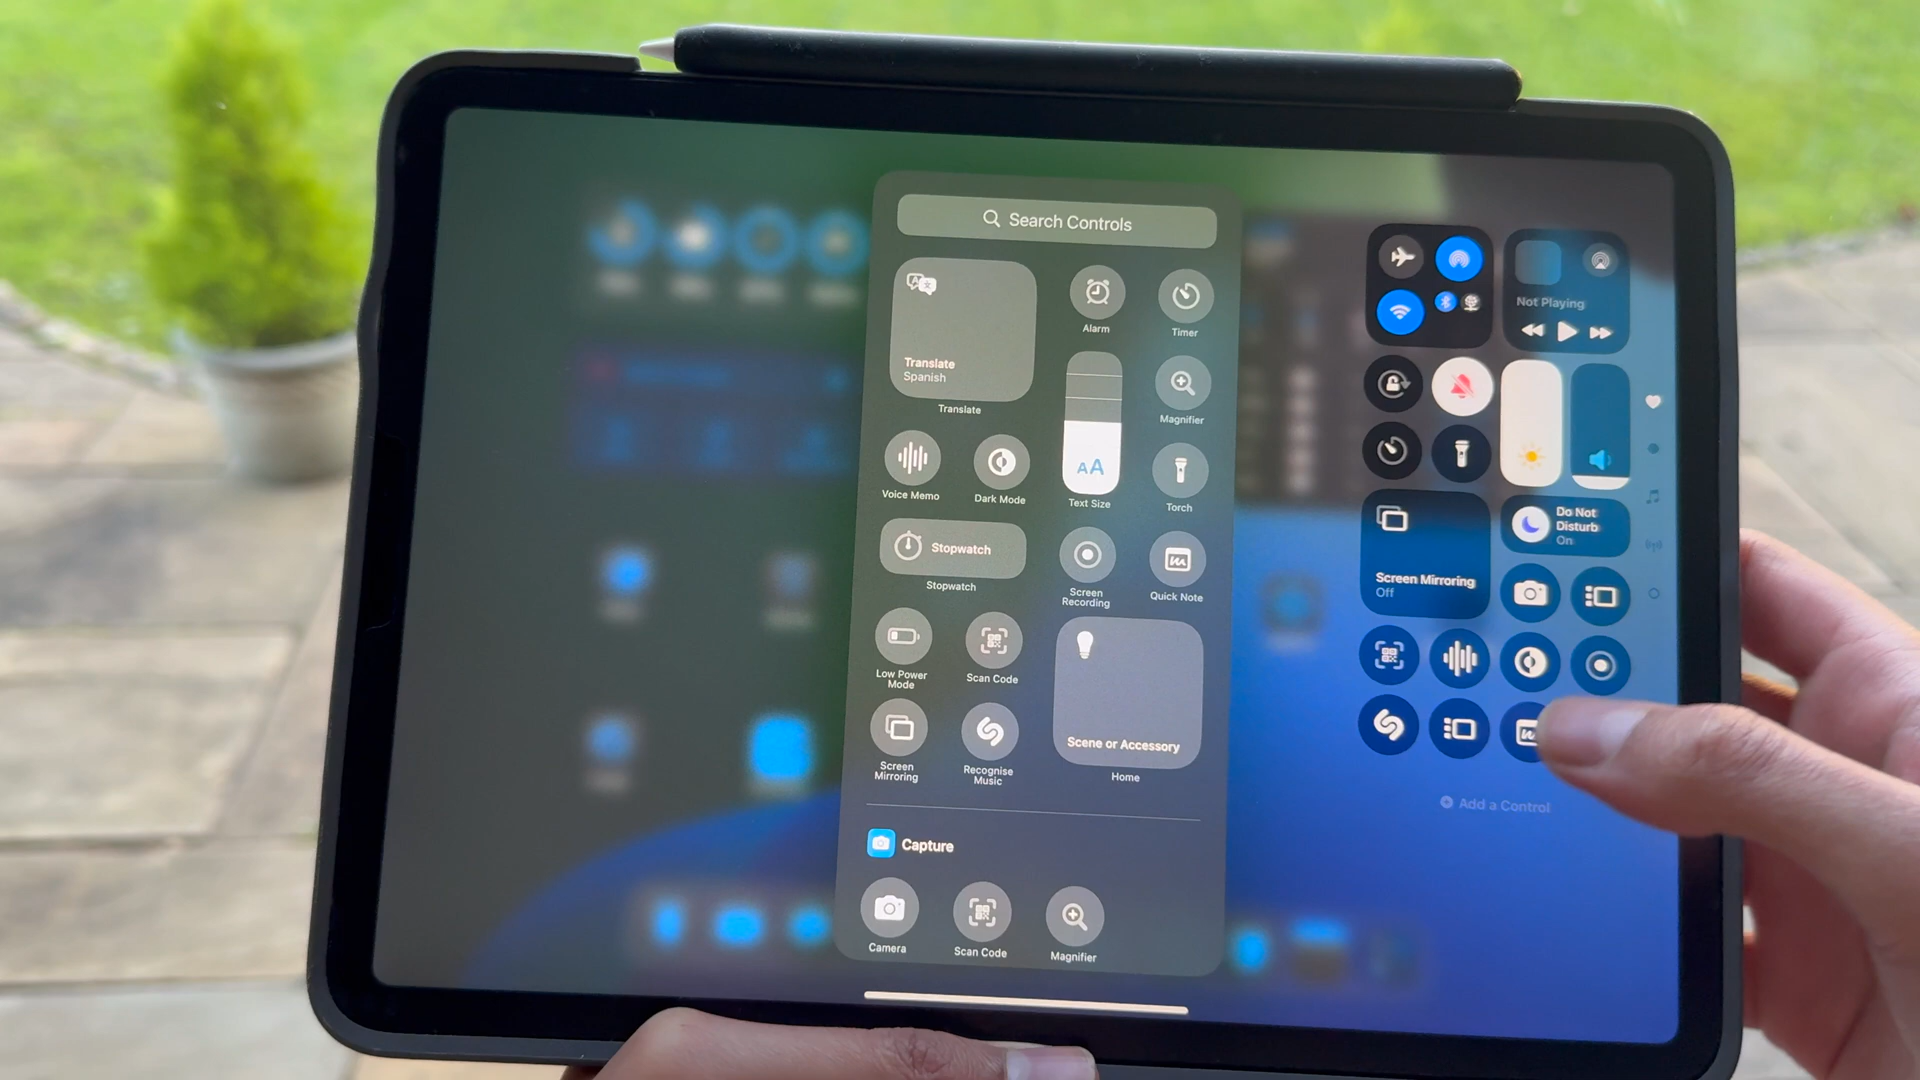 Search Controls
Translate
Spanish
Translate
Alarm
Timer
Magnifier
Voice Memo
Dark Mode
AA
Text Size
Torch
Stopwatch
Stopwatch
Screen
Recording
Quick Note
Low Power
Mode
Scan Code
Screen
Mirroring
Recognise
Music
Scene or Accessory
Home
Capture
Camera
Scan Code
Magnifier
Not Playing
Do Not
Disturb
On
Screen Mirroring
Off
Add a Control